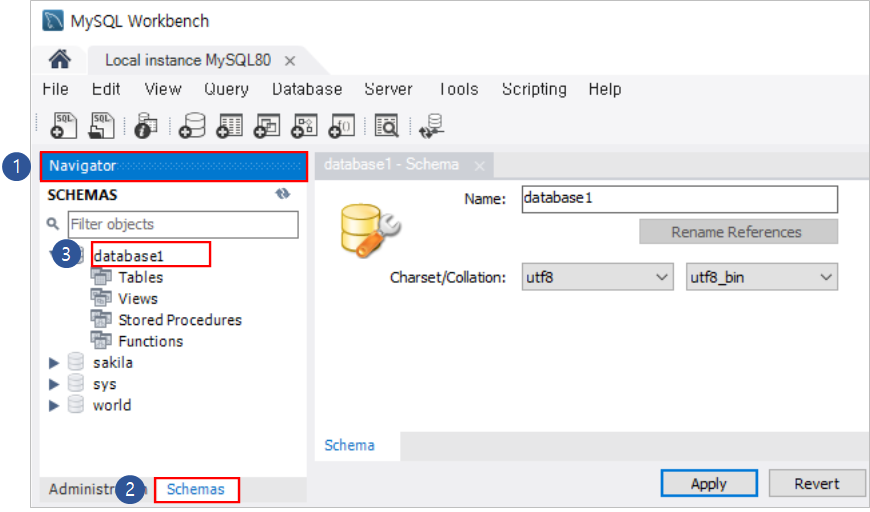 MySQL Workbench
Local instance MySQL80 ×
File Edit View Query Database Server Tools Scripting Help
SQL SQL
1 Navigator
database1 - Schema ×
SCHEMAS
Name: database1
Filter objects
Rename References
3 database1
Tables
Charset/Collation: utf8 utf8_bin
Views
Stored Procedures
Functions
sakila
sys
world
Schema
2 Schemas
Apply Revert